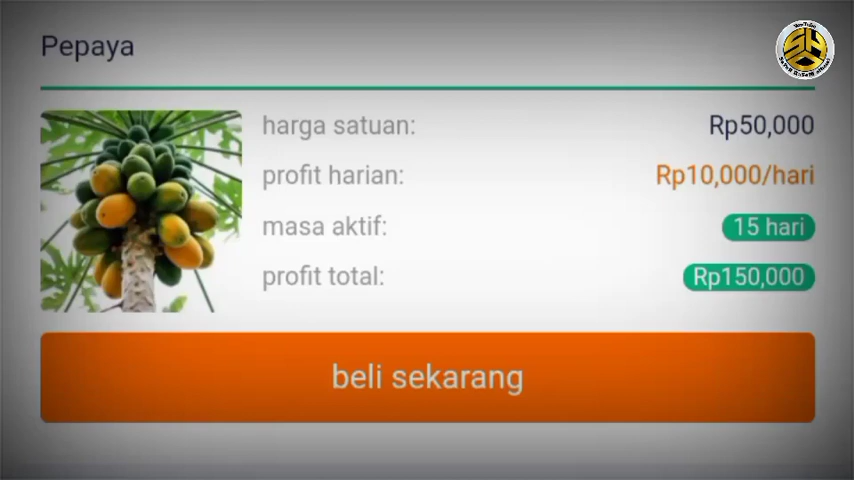 Pepaya
YouTube
harga satuan: Rp50,000
profit harian: Rp10,000/hari
masa aktif: 15 hari
profit total: Rp150,000
beli sekarang